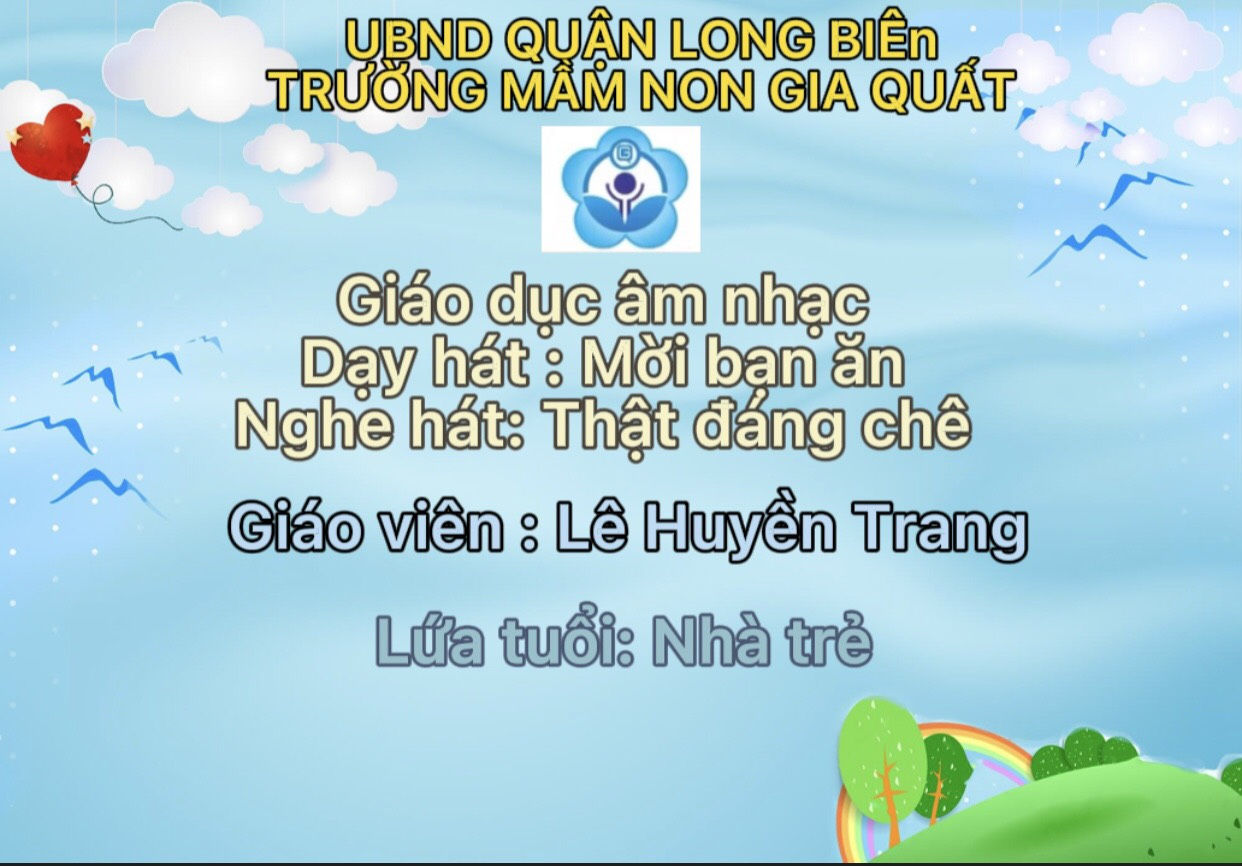 UBND QUẬN LONG BIÊn
TRƯỜNG MẦM NON GIA QUẤT
Giáo dục âm nhạc
Dạy hát : Mời bạn ăn
Nghe hát: Thật đáng chê
Giáo viên : Lê Huyền Trang
Lứa tuổi: Nhà trẻ